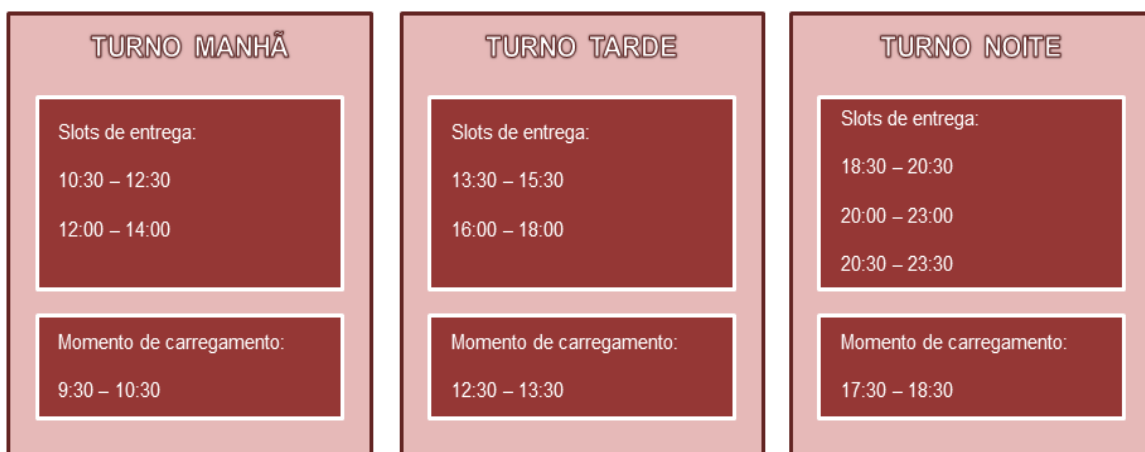 TURNO MANHÃ
Slots de entrega:
10:30 – 12:30
12:00 – 14:00
Momento de carregamento:
9:30 – 10:30
TURNO TARDE
Slots de entrega:
13:30 – 15:30
16:00 – 18:00
Momento de carregamento:
12:30 – 13:30
TURNO NOITE
Slots de entrega:
18:30 – 20:30
20:00 – 23:00
20:30 – 23:30
Momento de carregamento:
17:30 – 18:30